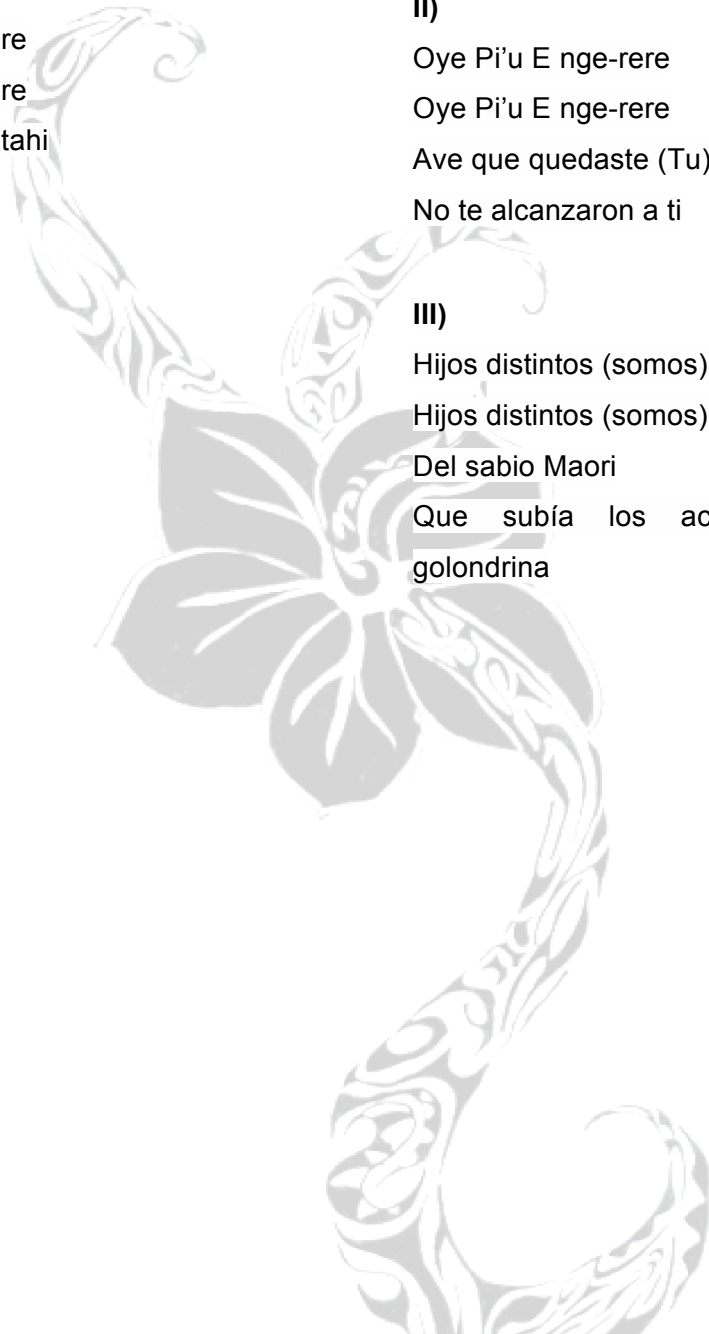 re
re
tahi
II)
Oye Pi’u E nge-rere
Oye Pi’u E nge-rere
Ave que quedaste (Tu)
No te alcanzaron a ti
III)
Hijos distintos (somos)
Hijos distintos (somos)
Del sabio Maori
Que subía los ac
golondrina